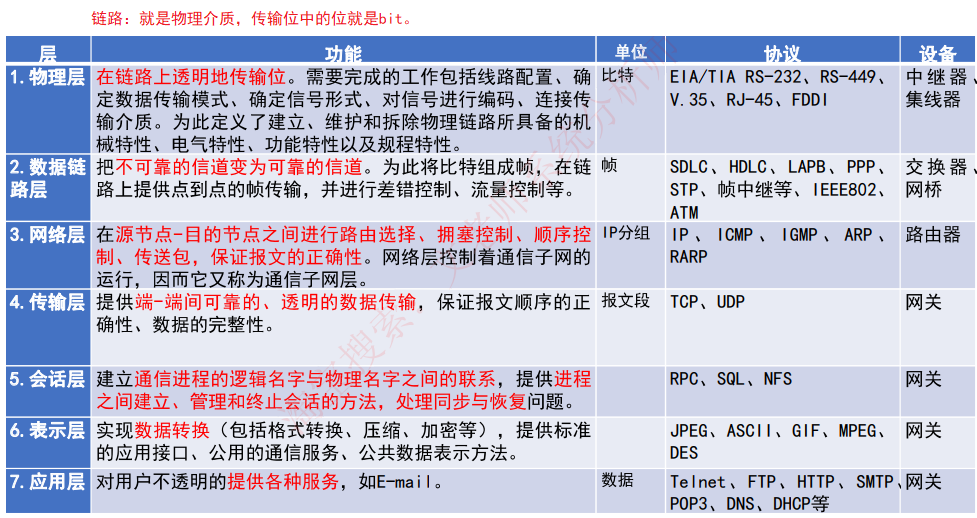 链路：就是物理介质，传输位中的位就是bit。
层 功能 单位 协议 设备
1.物理层 在链路上透明地传输位。需要完成的工作包括线路配置、确 比特 EIA/TIA RS-232、RS-449、 中继器、
定数据传输模式、确定信号形式、对信号进行编码、连接传 V.35、RJ-45、FDDI 集线器
输介质。为此定义了建立、维护和拆除物理链路所具备的机
械特性、电气特性、功能特性以及规程特性。
2.数据链 把不可靠的信道变为可靠的信道。为此将比特组成帧，在链 帧 SDLC、HDLC、LAPB、PPP、 交换器、
路层 路上提供点到点的帧传输，并进行差错控制、流量控制等。 STP、帧中继等、IEEE802、 网桥
ATM
3.网络层 在源节点-目的节点之间进行路由选择、拥塞控制、顺序控 IP分组 IP、ICMP、IGMP、ARP、 路由器
制、传送包，保证报文的正确性。网络层控制着通信子网的 RARP
运行，因而它又称为通信子网层。
4.传输层 提供端-端间可靠的、透明的数据传输，保证报文顺序的正 报文段 TCP、UDP 网关
确性、数据的完整性。
5.会话层 建立通信进程的逻辑名字与物理名字之间的联系，提供进程 RPC、SQL、NFS 网关
之间建立、管理和终止会话的方法，处理同步与恢复问题。
6.表示层 实现数据转换（包括格式转换、压缩、加密等），提供标准 JPEG、ASCII、GIF、MPEG、 网关
的应用接口、公用的通信服务、公共数据表示方法。 DES
7.应用层 对用户不透明的提供各种服务，如E-mail。 数据 Telnet、FTP、HTTP、SMTP、 网关
POP3、DNS、DHCP等